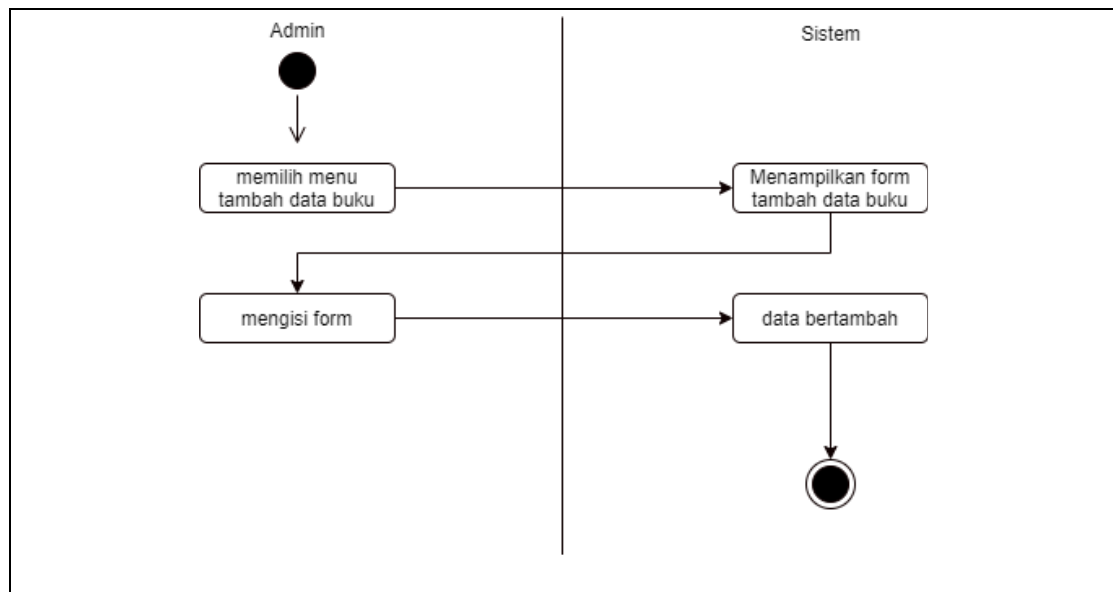 Admin
Sistem
memilih menu
tambah data buku
Menampilkan form
tambah data buku
mengisi form
data bertambah